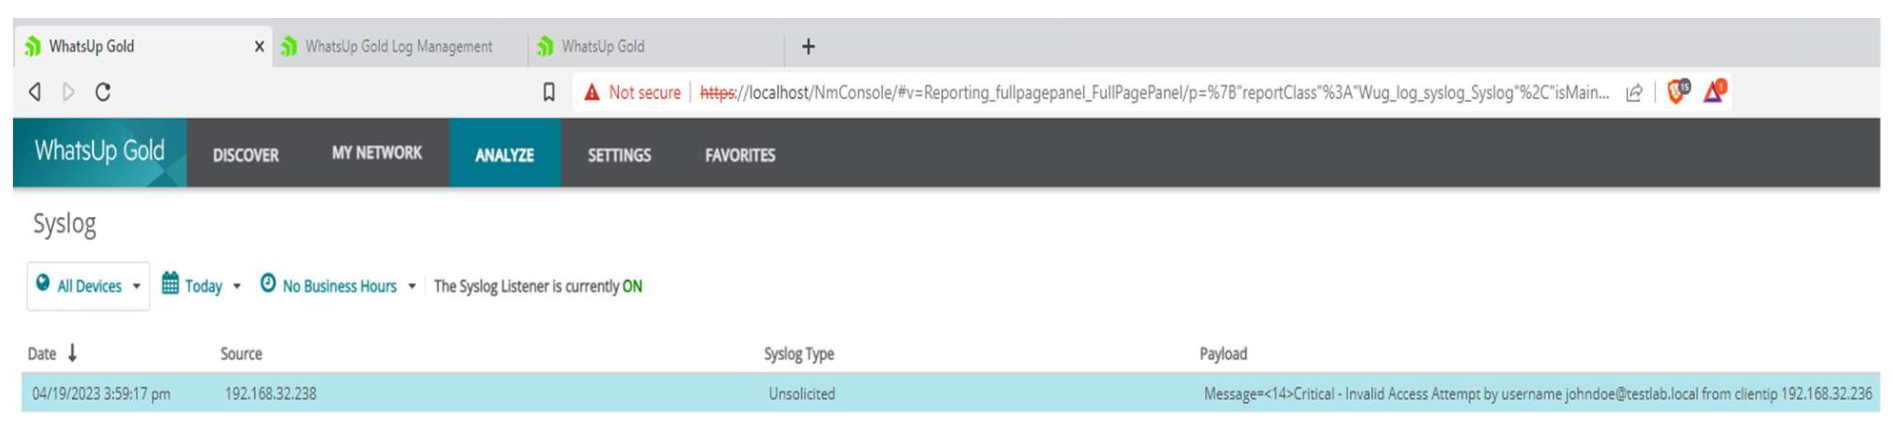 WhatsUp Gold x WhatsUp Gold Log Management WhatsUp Gold +
Not secure | https://localhost/NmConsole/#v=Reporting_fullpagepanel_FullPagePanel/p=%7B"reportClass"%3A"Wug_log_syslog_Syslog"%2C"isMain... 15 1
WhatsUp Gold DISCOVER MY NETWORK ANALYZE SETTINGS FAVORITES
Syslog
All Devices Today No Business Hours The Syslog Listener is currently ON
Date Source Syslog Type Payload
04/19/2023 3:59:17 pm 192.168.32.238 Unsolicited Message=<14>Critical - Invalid Access Attempt by username johndoe@testlab.local from clientip 192.168.32.236